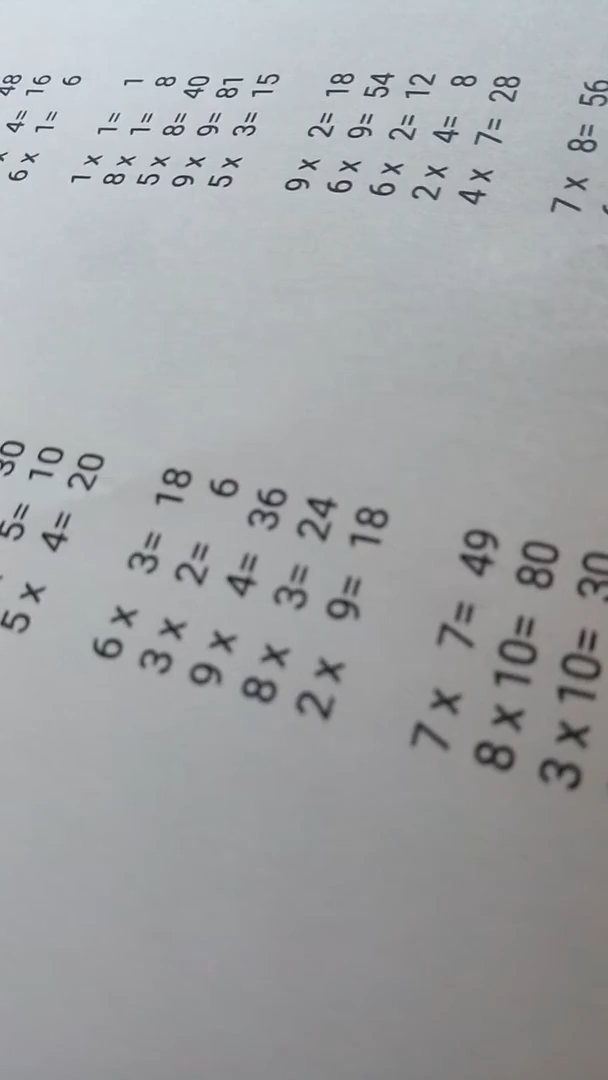 30
5= 10
5 x 4= 20
6 x 3= 18
3 x 2= 6
9 x 4= 36
8 x 3= 24
2 x 9= 18
7 x 7= 49
8 x 10= 80
3 x 10= 30
48
4= 16
6 x 1= 6
1 x 1= 1
8 x 1= 8
5 x 8= 40
9 x 9= 81
5 x 3= 15
9 x 2= 18
6 x 9= 54
6 x 2= 12
2 x 4= 8
4 x 7= 28
7 x 8= 56